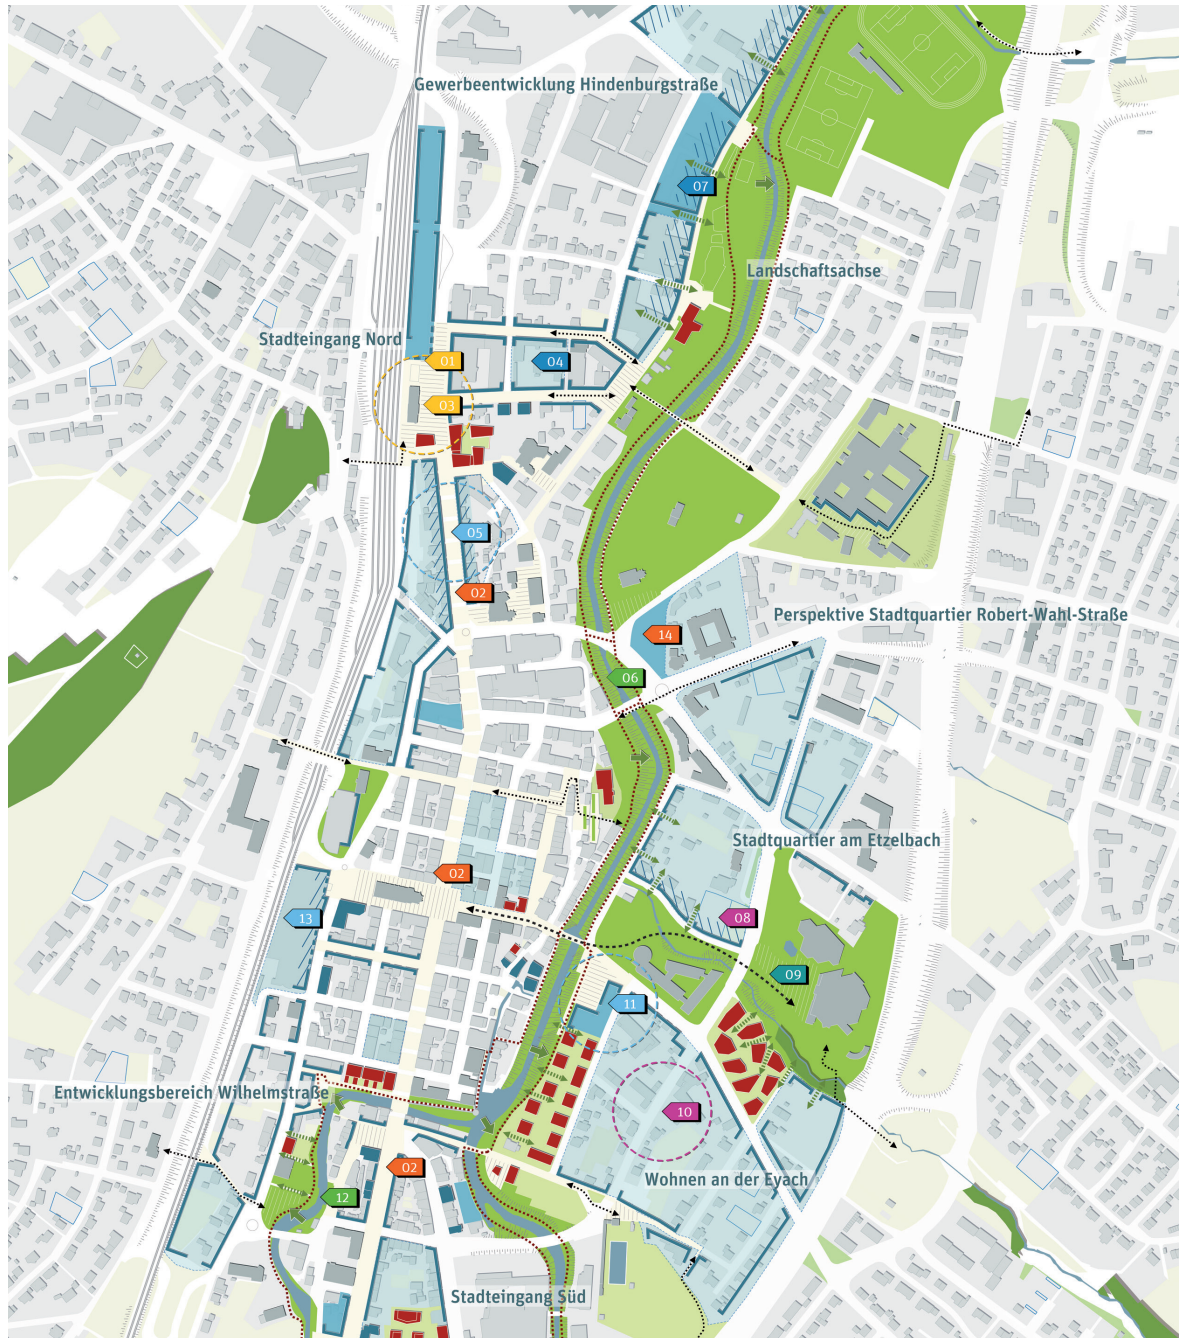 Gewerbeentwicklung Hindenburgstraße
07
Landschaftsachse
Stadteingang Nord
01
04
03
05
02
Perspektive Stadtquartier Robert-Wahl-Straße
14
06
Stadtquartier am Etzelbach
02
13
08
09
11
Entwicklungsbereich Wilhelmstraße
10
02
Wohnen an der Eyach
12
Stadteingang Süd